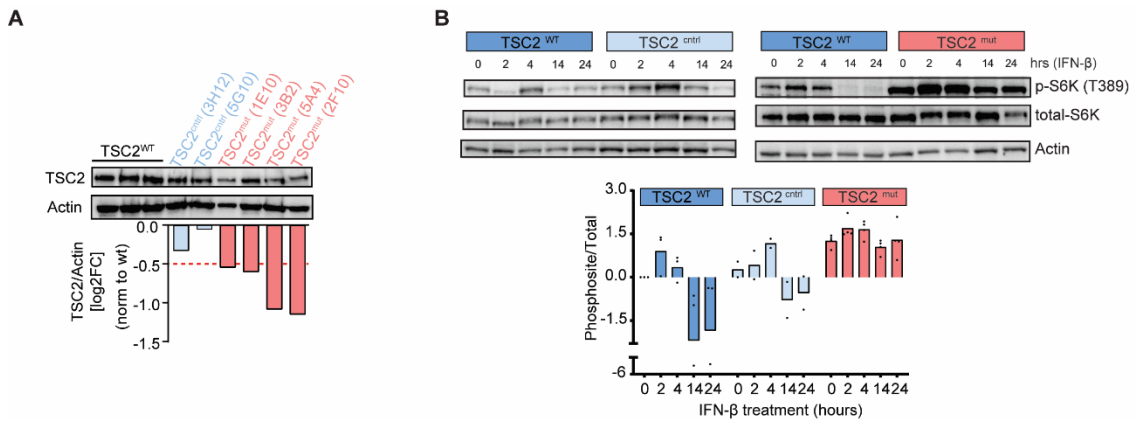 A
TSC2cntrl (3H12)
TSC2cntrl (5G10)
TSC2mut (1E10)
TSC2mut (3B2)
TSC2mut (5A4)
TSC2mut (2F10)
TSC2WT
TSC2
Actin
TSC2/Actin
[log2FC]
(norm to wt)
0.0
-0.5
-1.0
-1.5
B
TSC2 WT TSC2 cntrl TSC2 WT TSC2 mut
0 2 4 14 24 0 2 4 14 24 0 2 4 14 24 0 2 4 14 24 hrs (IFN-β)
p-S6K (T389)
total-S6K
Actin
TSC2 WT TSC2 cntrl TSC2 mut
Phosphosite/Total
3.0
1.5
0.0
-1.5
-6
0 2 4 14 24 0 2 4 14 24 0 2 4 14 24
IFN-β treatment (hours)